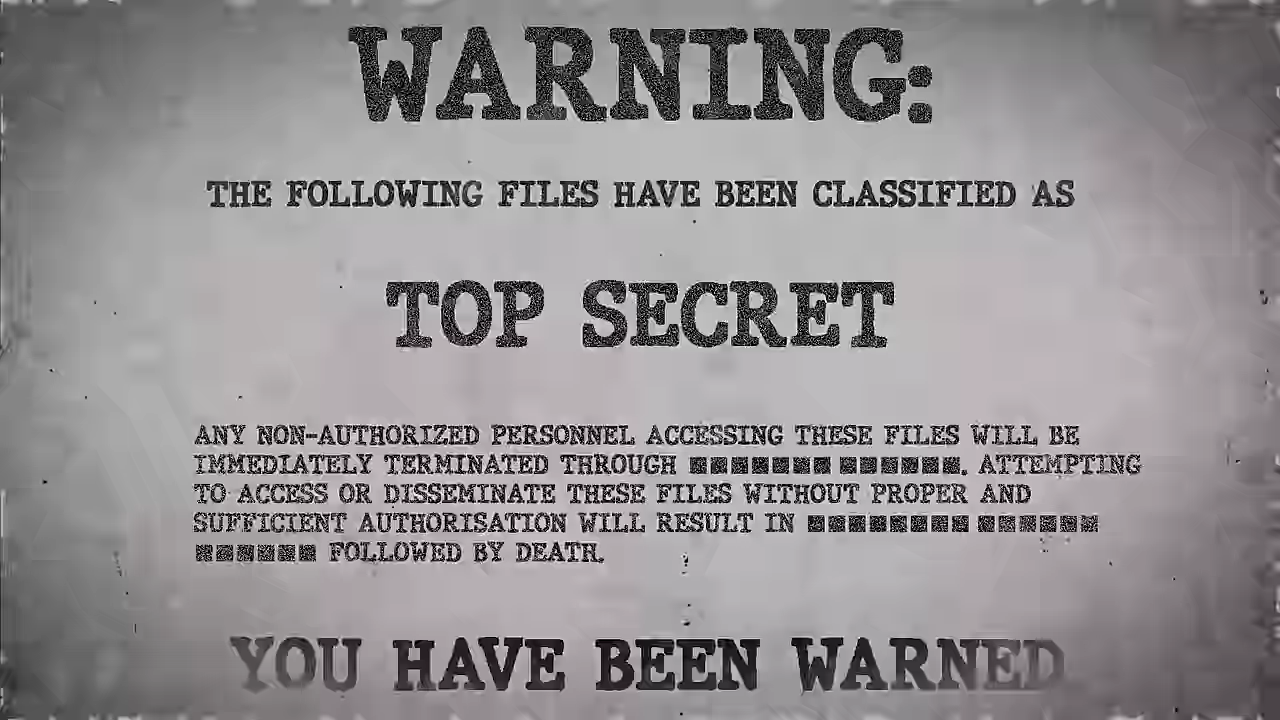 WARNING:
THE FOLLOWING FILES HAVE BEEN CLASSIFIED AS
TOP SECRET
ANY NON-AUTHORIZED PERSONNEL ACCESSING THESE FILES WILL BE
IMMEDIATELY TERMINATED THROUGH ■■■■■■■ ■■■■■■. ATTEMPTING
TO ACCESS OR DISSEMINATE THESE FILES WITHOUT PROPER AND
SUFFICIENT AUTHORISATION WILL RESULT IN ■■■■■■■■ ■■■■■■
■■■■■■ FOLLOWED BY DEATH.
YOU HAVE BEEN WARNED